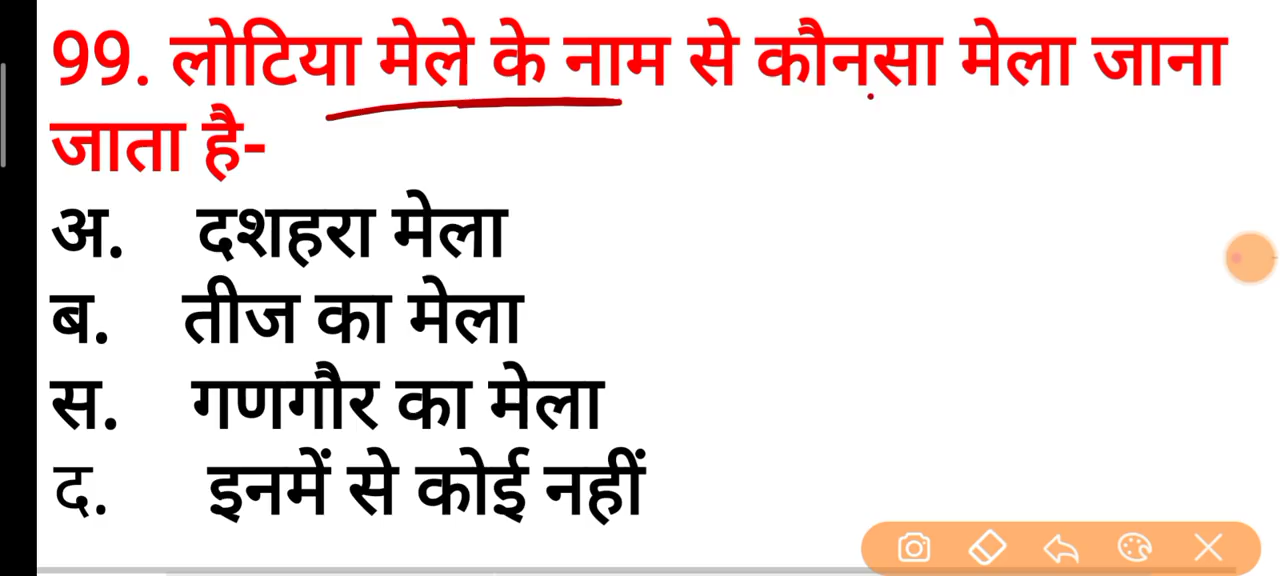 99. लोटिया मेले के नाम से कौनसा मेला जाना
जाता है-
अ. दशहरा मेला
ब. तीज का मेला
स. गणगौर का मेला
द. इनमें से कोई नहीं